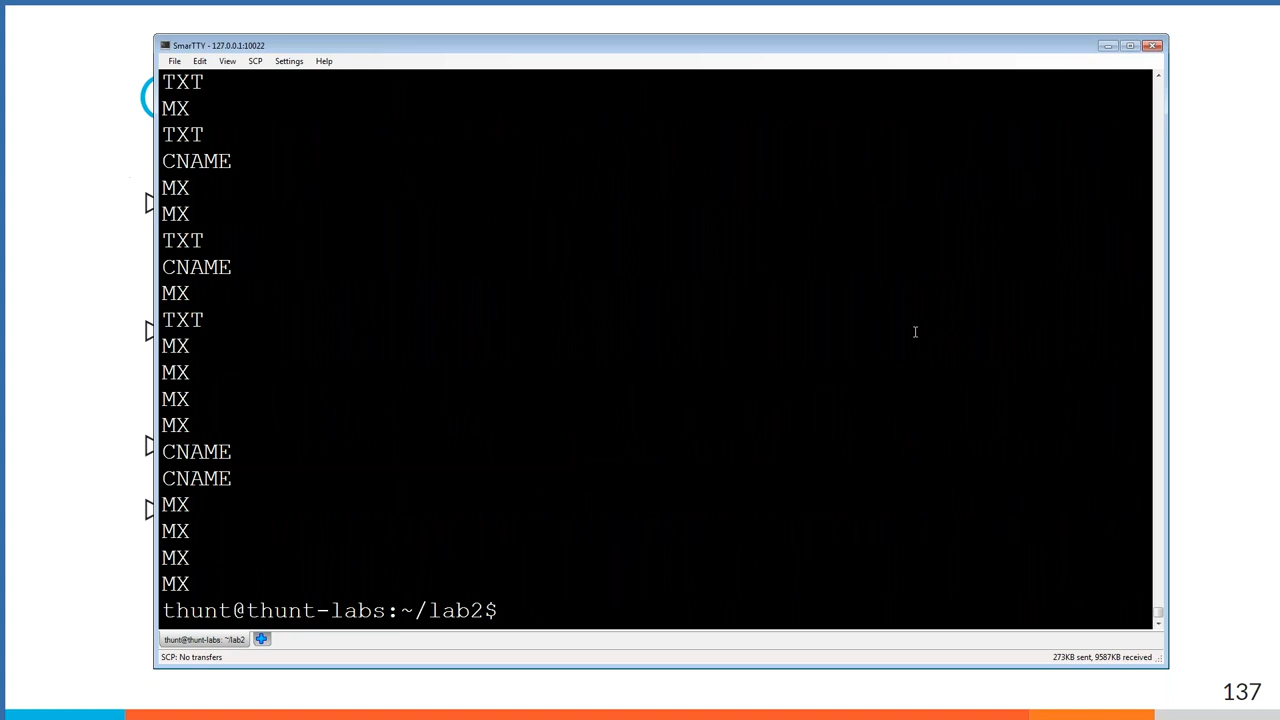 SmarTTY - 127.0.0.1:10022
File Edit View SCP Settings Help
TXT
MX
TXT
CNAME
MX
MX
TXT
CNAME
MX
TXT
MX
MX
MX
MX
CNAME
CNAME
MX
MX
MX
MX
thunt@thunt-labs:~/lab2$
thunt@thunt-labs: ~/lab2
SCP: No transfers 273KB sent, 9587KB received
137